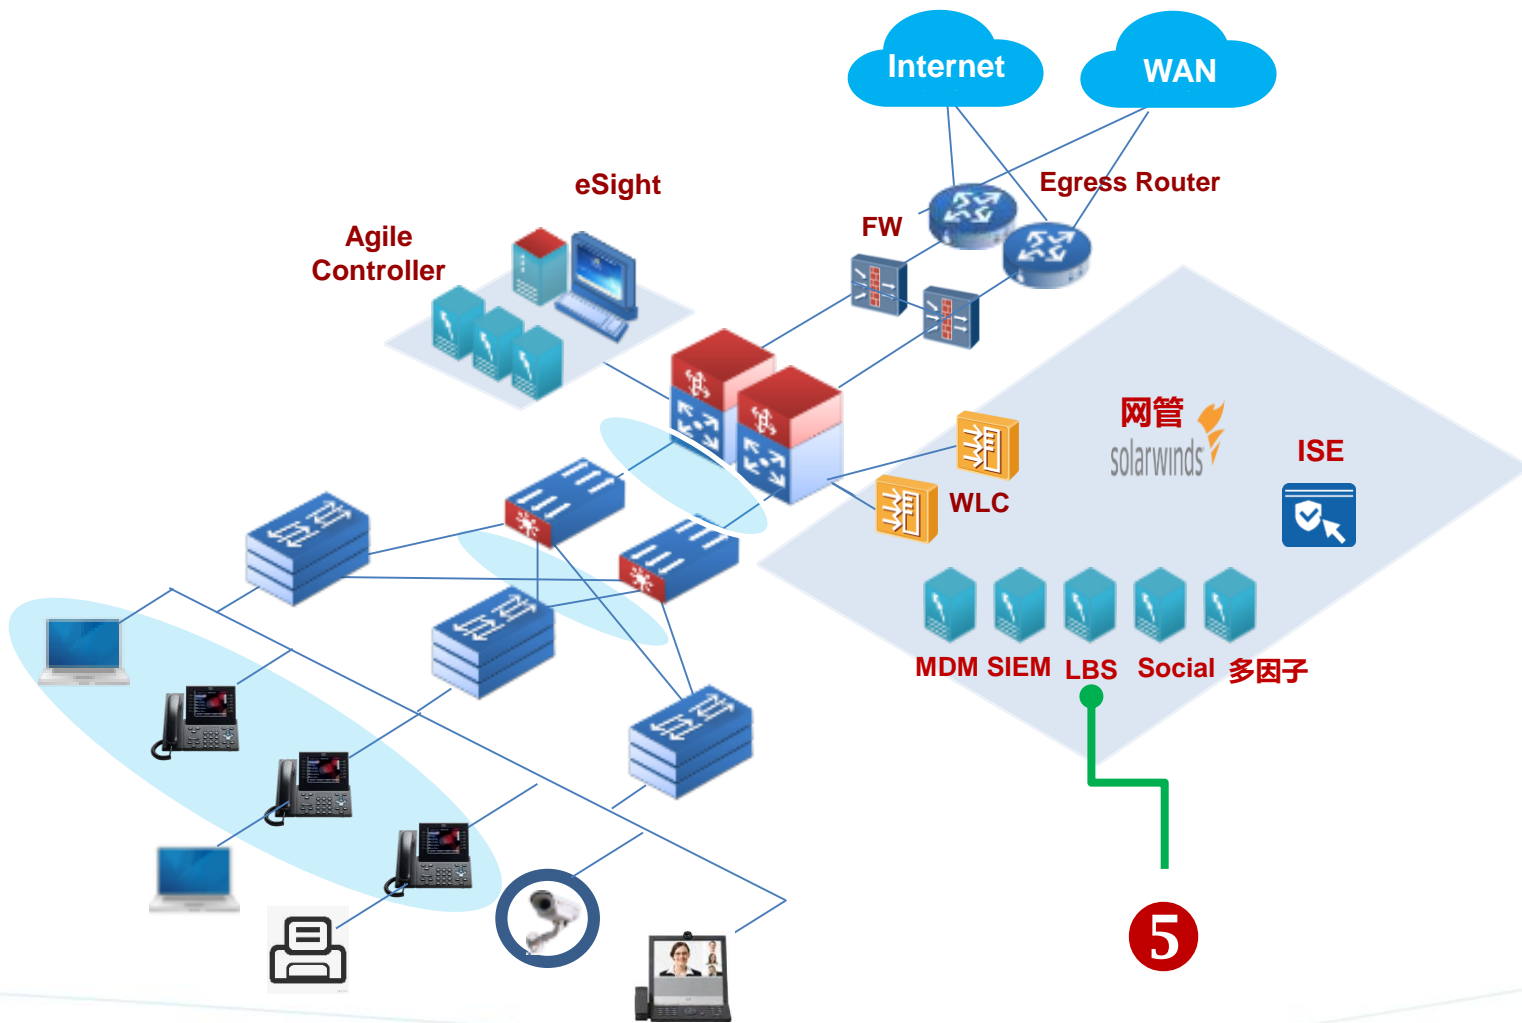 Internet
WAN
eSight
Egress Router
FW
Agile
Controller
网管
solarwinds
ISE
WLC
MDM
SIEM
LBS
Social
多因子
5